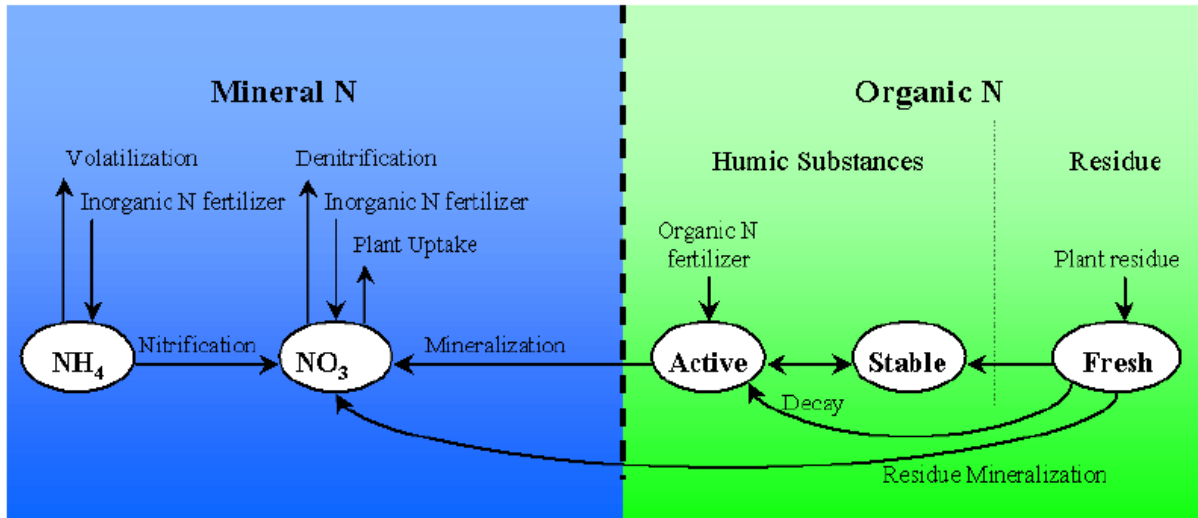 Mineral N
Organic N
Volatilization
Denitrification
Humic Substances
Residue
Inorganic N fertilizer
Inorganic N fertilizer
Plant Uptake
Organic N
fertilizer
Plant residue
NH₄
Nitrification
NO₃
Mineralization
Active
Stable
Fresh
Decay
Residue Mineralization